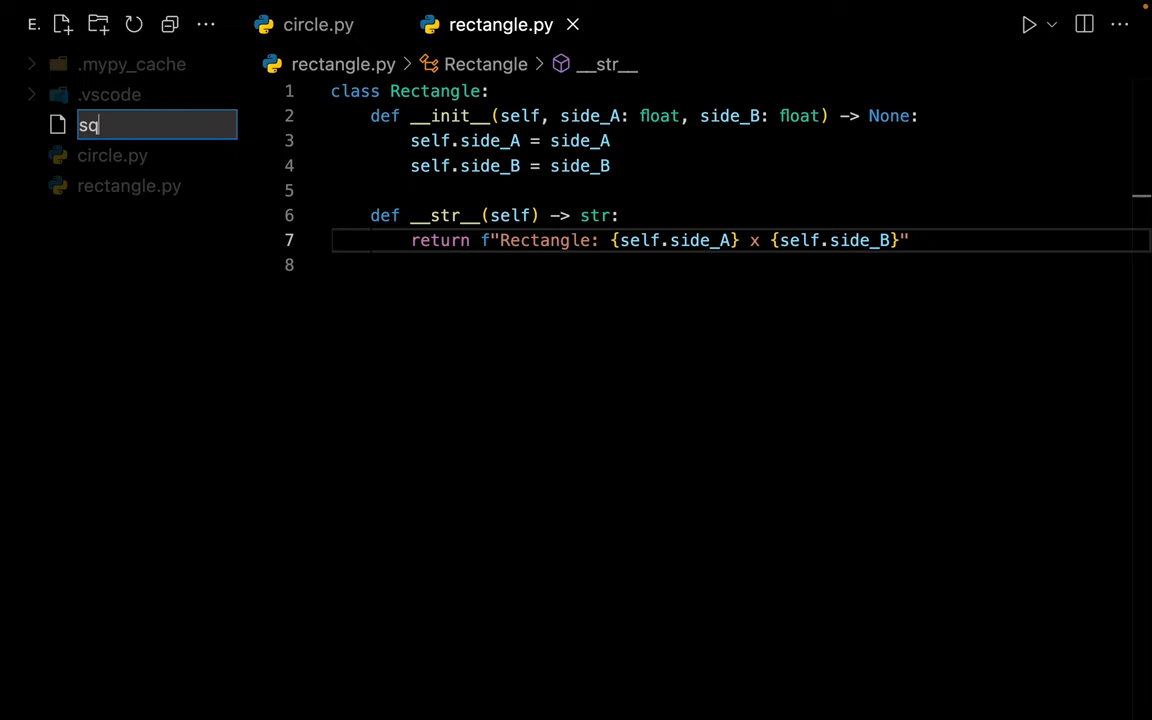 E.
circle.py
rectangle.py
.mypy_cache
.vscode
sq
circle.py
rectangle.py
rectangle.py > Rectangle > __str__
1 class Rectangle:
2 def __init__(self, side_A: float, side_B: float) -> None:
3 self.side_A = side_A
4 self.side_B = side_B
5
6 def __str__(self) -> str:
7 return f"Rectangle: {self.side_A} x {self.side_B}"
8